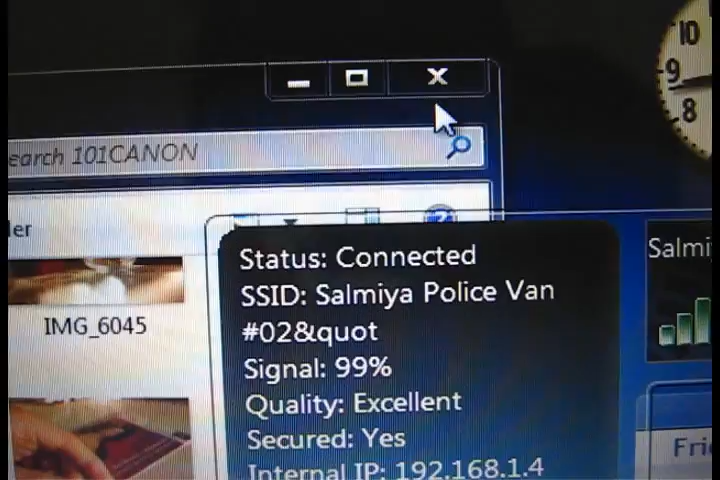 10
9
8
earch 101CANON
ler
IMG_6045
Status: Connected
SSID: Salmiya Police Van
#02&quot
Signal: 99%
Quality: Excellent
Secured: Yes
Internal IP: 192.168.1.4
Salmi
Frie